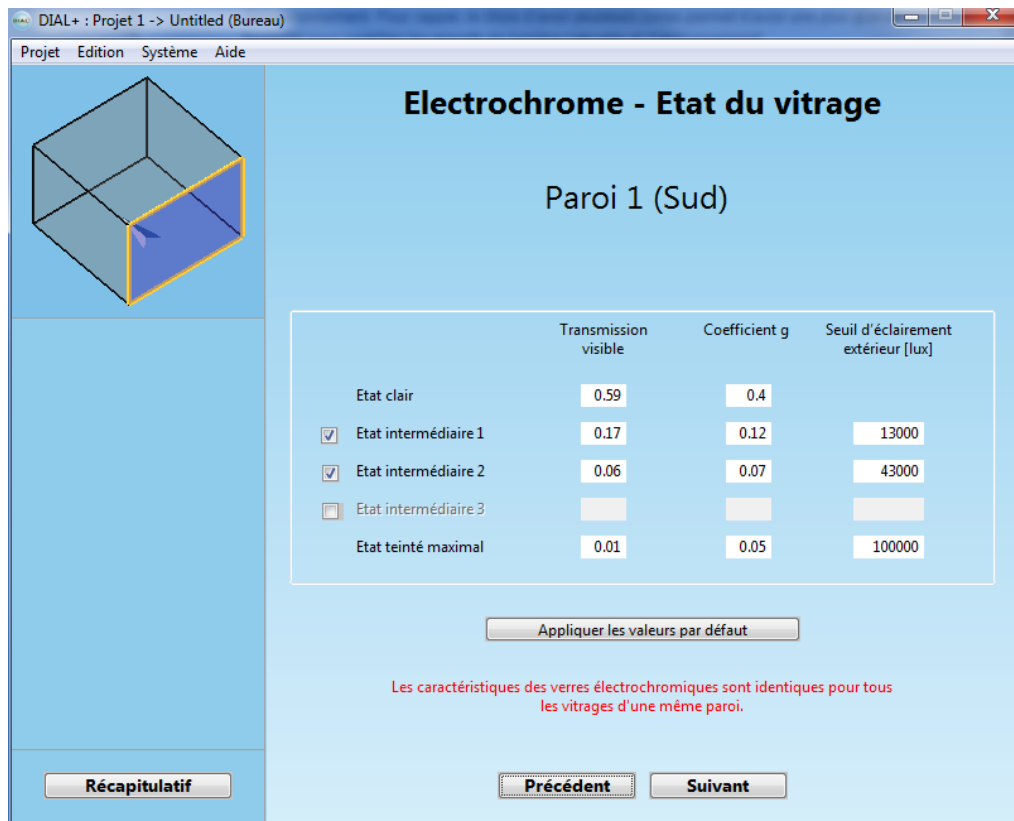 DIAL+ : Projet 1 -> Untitled (Bureau)
Projet Edition Système Aide
Electrochrome - Etat du vitrage
Paroi 1 (Sud)
Transmission visible
Coefficient g
Seuil d'éclairement extérieur [lux]
Etat clair 0.59 0.4
Etat intermédiaire 1 0.17 0.12 13000
Etat intermédiaire 2 0.06 0.07 43000
Etat intermédiaire 3
Etat teinté maximal 0.01 0.05 100000
Appliquer les valeurs par défaut
Les caractéristiques des verres électrochromiques sont identiques pour tous
les vitrages d'une même paroi.
Récapitulatif
Précédent
Suivant